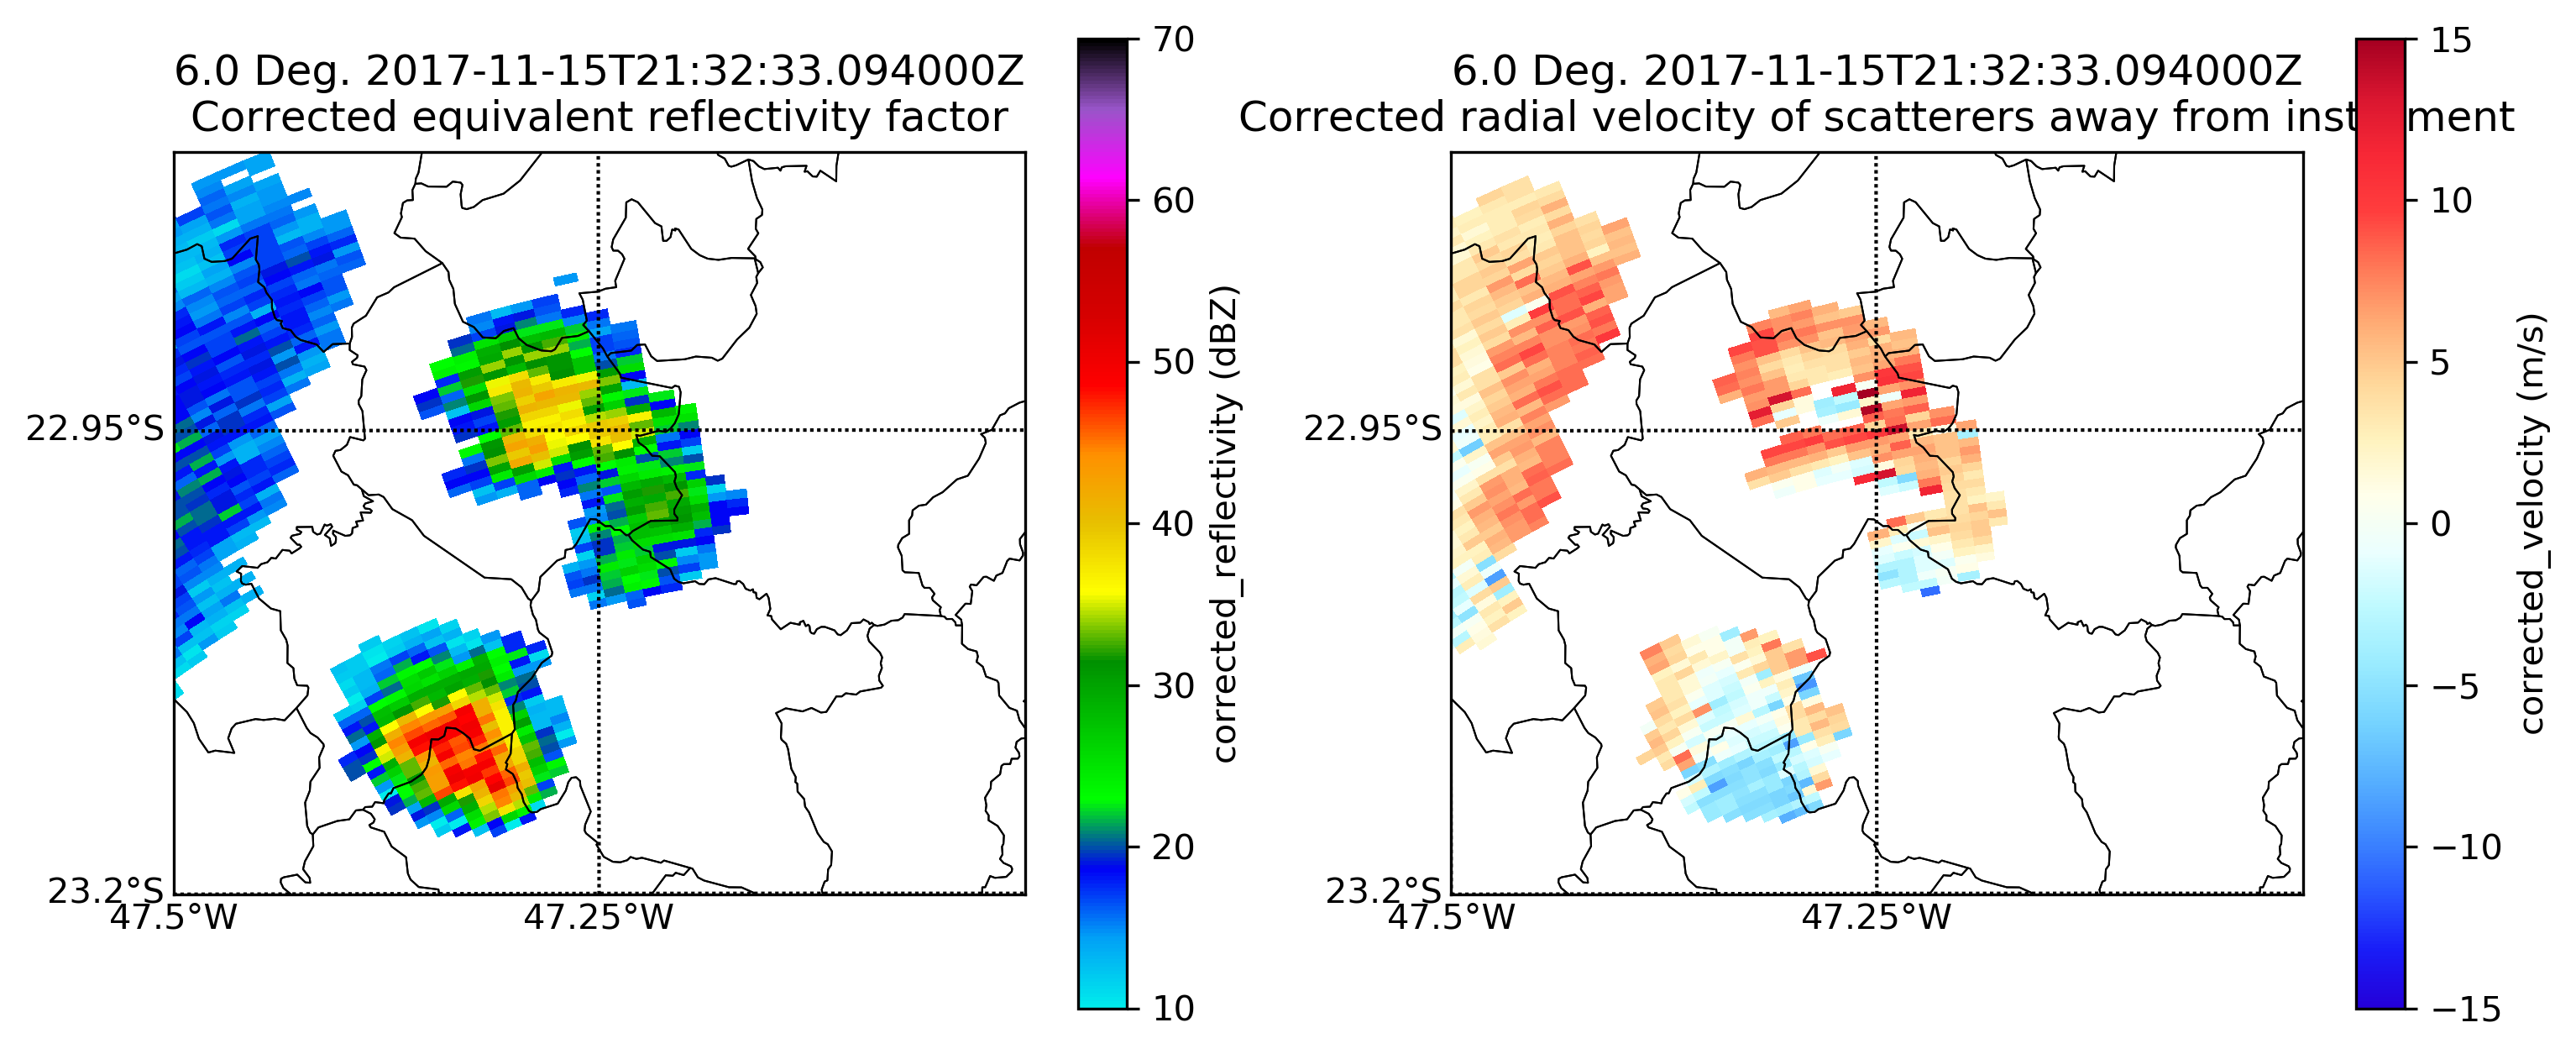 6.0 Deg. 2017-11-15T21:32:33.094000Z
Corrected equivalent reflectivity factor
22.95°S
23.2°S
47.5°W
47.25°W
70
60
50
40
30
20
10
corrected_reflectivity (dBZ)
6.0 Deg. 2017-11-15T21:32:33.094000Z
Corrected radial velocity of scatterers away from inst ment
22.95°S
23.2°S
47.5°W
47.25°W
15
10
5
0
−5
−10
−15
corrected_velocity (m/s)